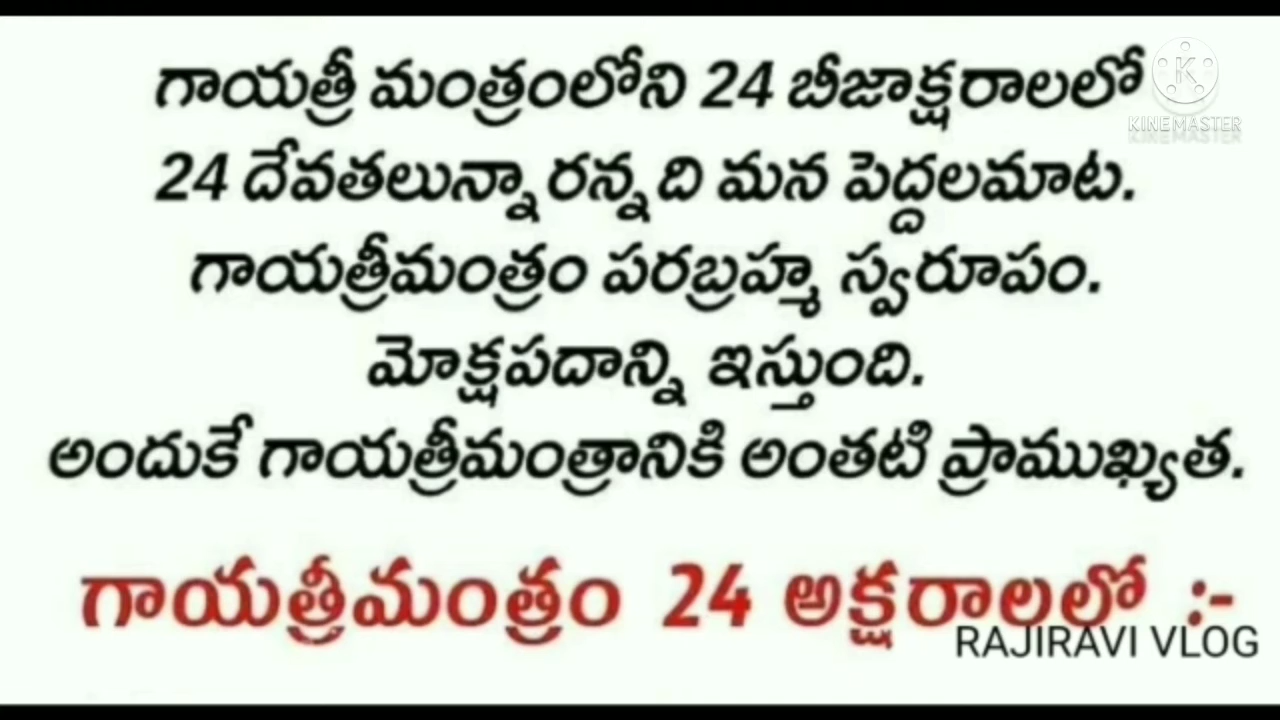 గాయత్రీ మంత్రంలోని 24 బీజాక్షరాలలో
24 దేవతలున్నారన్నది మన పెద్దలమాట.
గాయత్రీమంత్రం పరబ్రహ్మ స్వరూపం.
మోక్షపదాన్ని ఇస్తుంది.
అందుకే గాయత్రీమంత్రానికి అంతటి ప్రాముఖ్యత.
గాయత్రీమంత్రం 24 అక్షరాలలో :-
RAJIRAVI VLOG
K
KINEMASTER